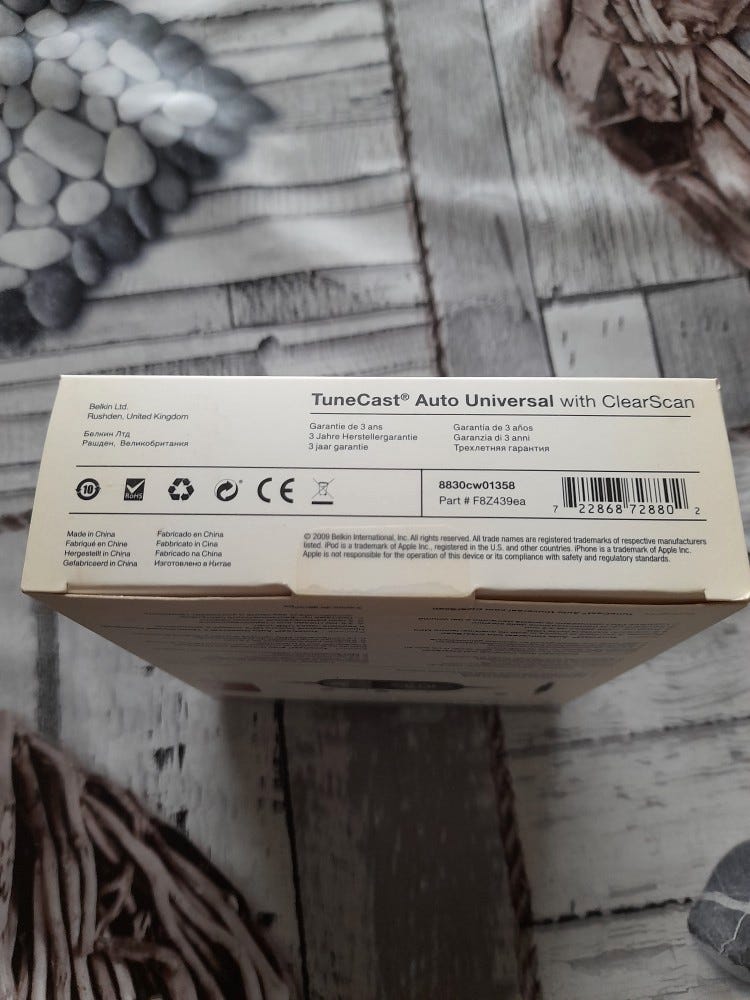 Belkin Ltd.
Rushden, United Kingdom
Белкин Лтд
Рашден, Великобритания
TuneCast® Auto Universal with ClearScan
Garantie de 3 ans
3 Jahre Herstellergarantie
3 jaar garantie
Garantía de 3 años
Garanzia di 3 anni
Трехлетняя гарантия
10
RoHS
CE
8830cw01358
Part # F8Z439ea
7 22868 72880 2
Made in China
Fabriqué en Chine
Hergestellt in China
Gefabriceerd in China
Fabricado en China
Fabbricato in Cina
Fabricado na China
Изготовлено в Китае
© 2009 Belkin International, Inc. All rights reserved. All trade names are registered trademarks of respective manufacturers
listed. iPod is a trademark of Apple Inc., registered in the U.S. and other countries. iPhone is a trademark of Apple Inc.
Apple is not responsible for the operation of this device or its compliance with safety and regulatory standards.